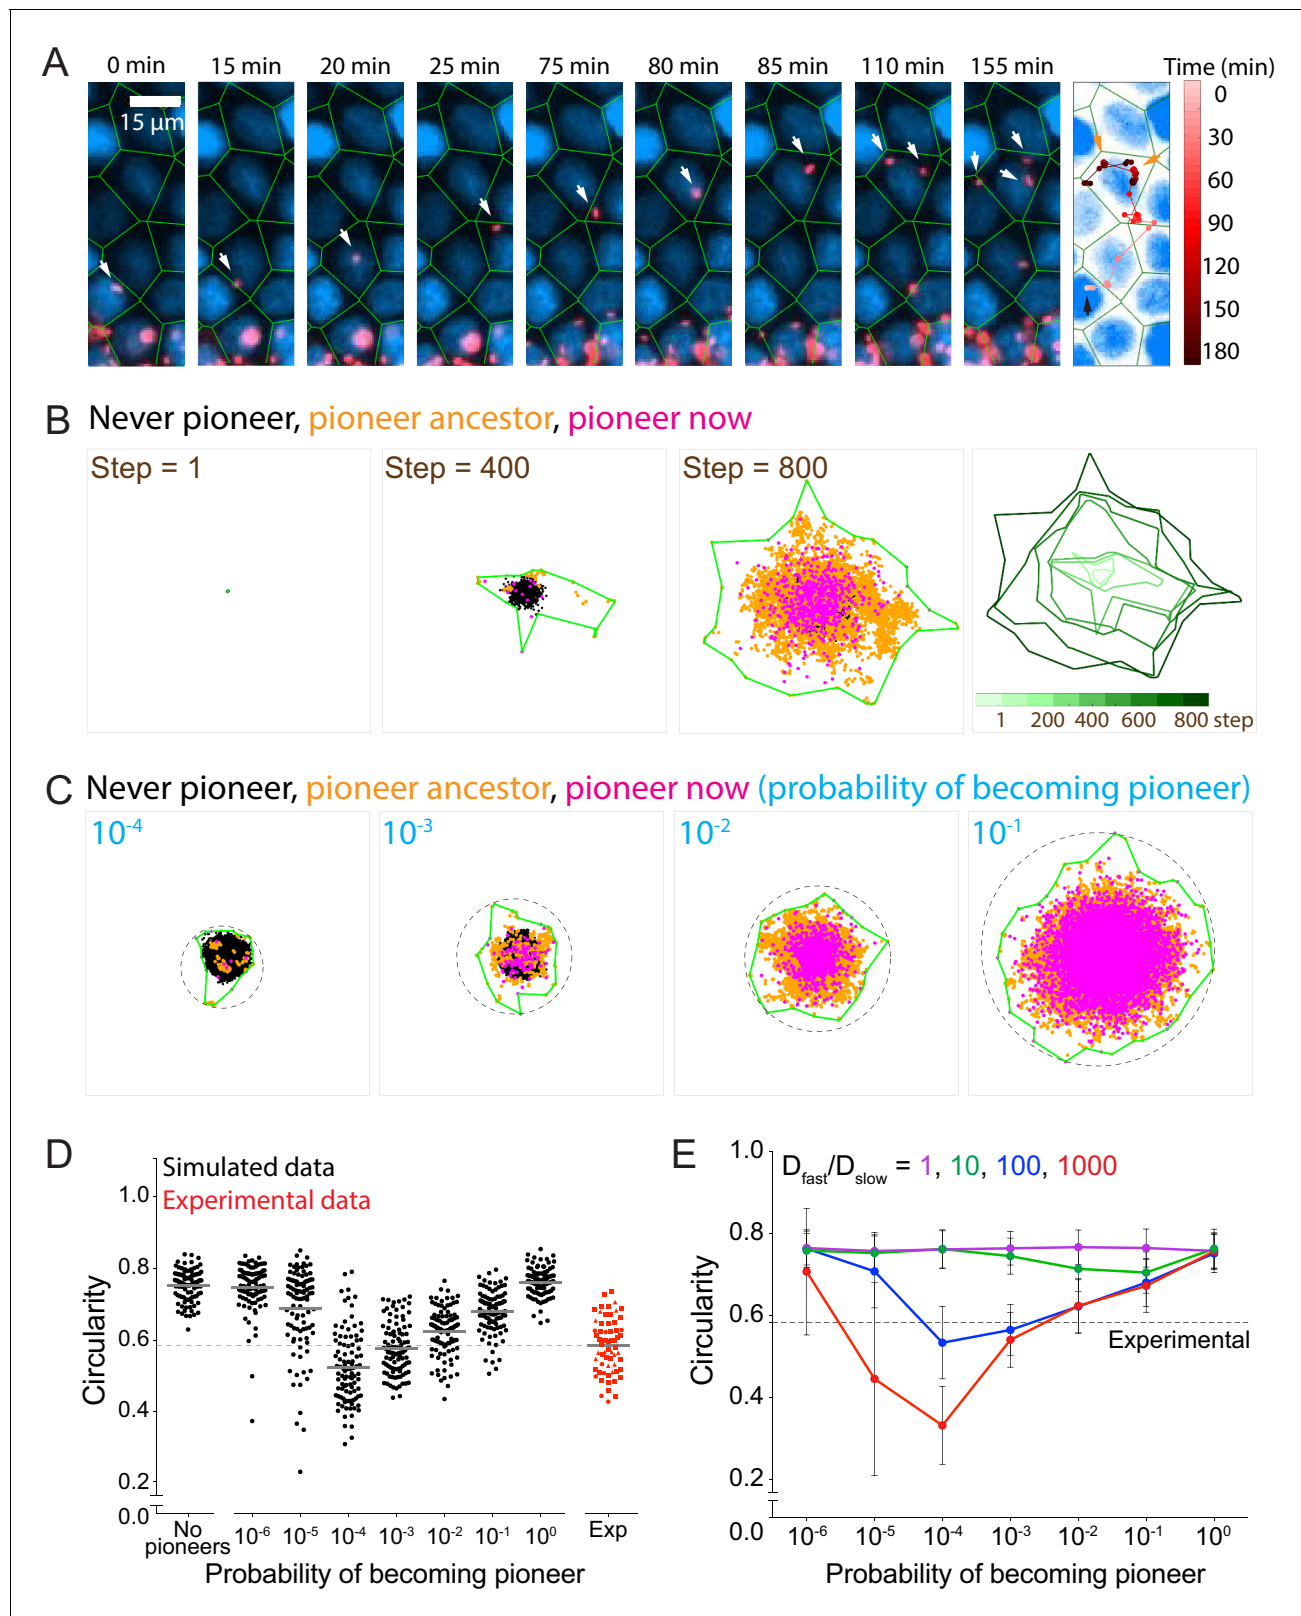 A
0 min 15 min 20 min 25 min 75 min 80 min 85 min 110 min 155 min Time (min)
15 µm
0
30
60
90
120
150
180
B Never pioneer, pioneer ancestor, pioneer now
Step = 1 Step = 400 Step = 800
1 200 400 600 800 step
C Never pioneer, pioneer ancestor, pioneer now (probability of becoming pioneer)
10⁻⁴ 10⁻³ 10⁻² 10⁻¹
D
Simulated data
Experimental data
Circularity
1.0
0.8
0.6
0.4
0.2
0.0
No pioneers 10⁻⁶ 10⁻⁵ 10⁻⁴ 10⁻³ 10⁻² 10⁻¹ 10⁰ Exp
Probability of becoming pioneer
E
D_fast/D_slow = 1, 10, 100, 1000
Circularity
1.0
0.8
0.6
0.4
0.2
0.0
Experimental
10⁻⁶ 10⁻⁵ 10⁻⁴ 10⁻³ 10⁻² 10⁻¹ 10⁰
Probability of becoming pioneer